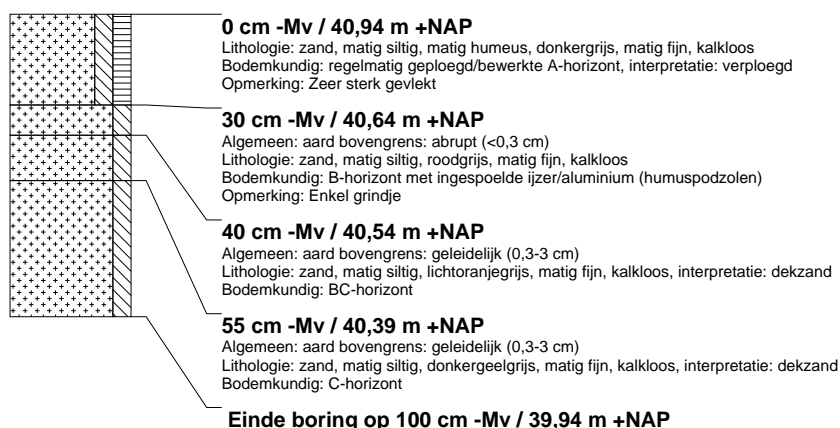 0 cm -Mv / 40,94 m +NAP
Lithologie: zand, matig siltig, matig humeus, donkergrijs, matig fijn, kalkloos
Bodemkundig: regelmatig geploegd/bewerkte A-horizont, interpretatie: verploegd
Opmerking: Zeer sterk gevlekt
30 cm -Mv / 40,64 m +NAP
Algemeen: aard bovengrens: abrupt (<0,3 cm)
Lithologie: zand, matig siltig, roodgrijs, matig fijn, kalkloos
Bodemkundig: B-horizont met ingespoelde ijzer/aluminium (humuspodzolen)
Opmerking: Enkel grindje
40 cm -Mv / 40,54 m +NAP
Algemeen: aard bovengrens: geleidelijk (0,3-3 cm)
Lithologie: zand, matig siltig, lichtoranjegrijs, matig fijn, kalkloos, interpretatie: dekzand
Bodemkundig: BC-horizont
55 cm -Mv / 40,39 m +NAP
Algemeen: aard bovengrens: geleidelijk (0,3-3 cm)
Lithologie: zand, matig siltig, donkergeelgrijs, matig fijn, kalkloos, interpretatie: dekzand
Bodemkundig: C-horizont
Einde boring op 100 cm -Mv / 39,94 m +NAP